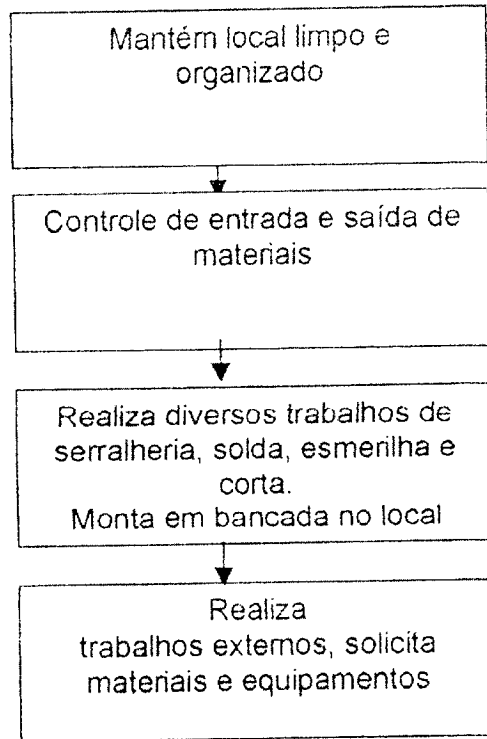 Mantém local limpo e
organizado
Controle de entrada e saída de
materiais
Realiza diversos trabalhos de
serralheria, solda, esmerilha e
corta.
Monta em bancada no local
Realiza
trabalhos externos, solicita
materiais e equipamentos